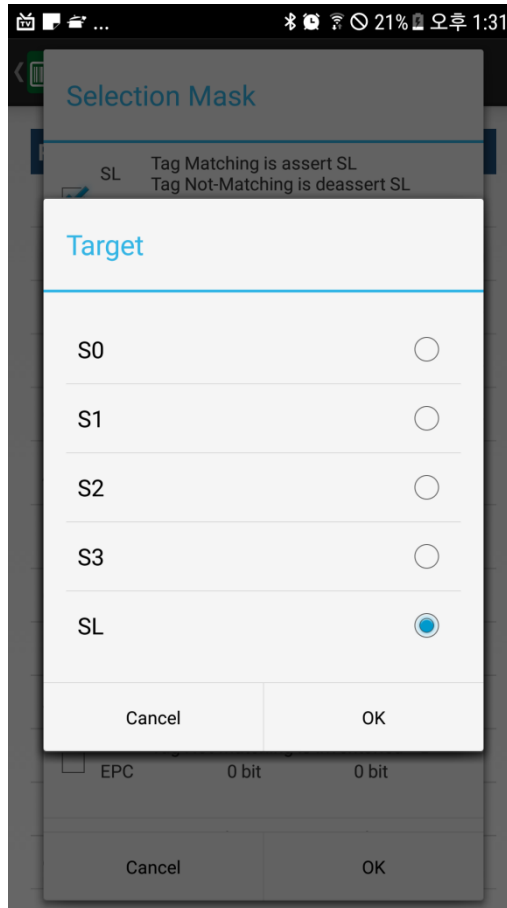 TV ... 21% 오후 1:31
Selection Mask
SL Tag Matching is assert SL
Tag Not-Matching is deassert SL
Target
S0
S1
S2
S3
SL
Cancel OK
EPC 0 bit 0 bit
Cancel OK